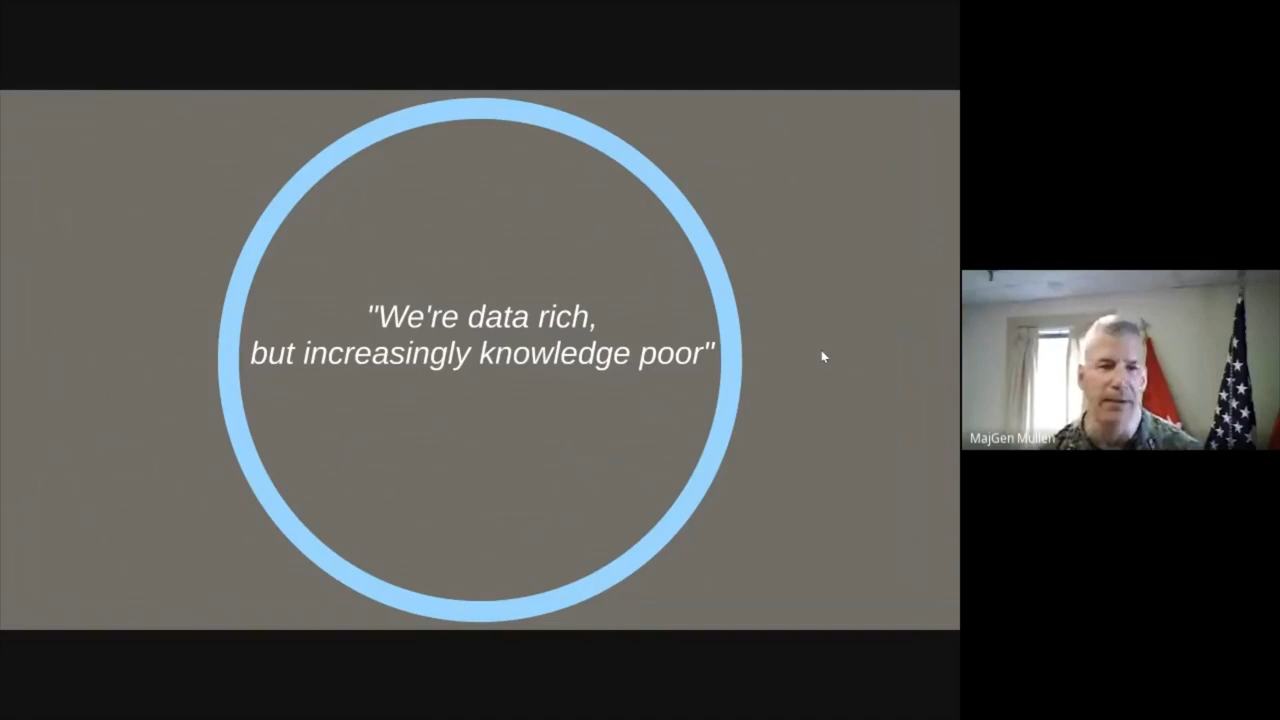 "We're data rich,
but increasingly knowledge poor"
MajGen Mullen